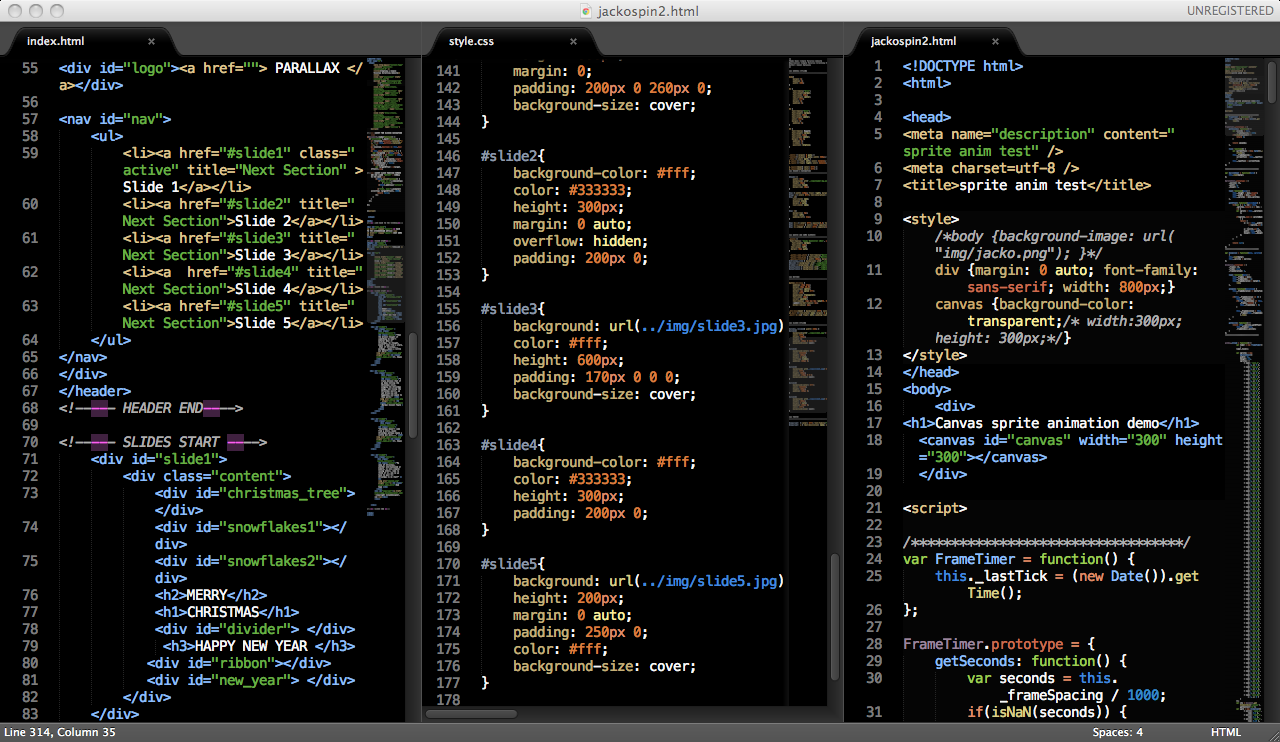 jackospin2.html
UNREGISTERED
index.html ×
55 <div id="logo"><a href=""> PARALLAX </
a></div>
56
57 <nav id="nav">
58 <ul>
59 <li><a href="#slide1" class="
active" title="Next Section" >
Slide 1</a></li>
60 <li><a href="#slide2" title="
Next Section">Slide 2</a></li>
61 <li><a href="#slide3" title="
Next Section">Slide 3</a></li>
62 <li><a  href="#slide4" title="
Next Section">Slide 4</a></li>
63 <li><a href="#slide5" title="
Next Section">Slide 5</a></li>
64 </ul>
65 </nav>
66 </div>
67 </header>
68 <!----- HEADER END----->
69
70 <!----- SLIDES START ----->
71 <div id="slide1">
72 <div class="content">
73 <div id="christmas_tree">
</div>
74 <div id="snowflakes1"></
div>
75 <div id="snowflakes2"></
div>
76 <h2>MERRY</h2>
77 <h1>CHRISTMAS</h1>
78 <div id="divider"> </div>
79 <h3>HAPPY NEW YEAR </h3>
80 <div id="ribbon"></div>
81 <div id="new_year"> </div>
82 </div>
83 </div>
style.css ×
141 margin: 0;
142 padding: 200px 0 260px 0;
143 background-size: cover;
144 }
145
146 #slide2{
147 background-color: #fff;
148 color: #333333;
149 height: 300px;
150 margin: 0 auto;
151 overflow: hidden;
152 padding: 200px 0;
153 }
154
155 #slide3{
156 background: url(../img/slide3.jpg)
157 color: #fff;
158 height: 600px;
159 padding: 170px 0 0 0;
160 background-size: cover;
161 }
162
163 #slide4{
164 background-color: #fff;
165 color: #333333;
166 height: 300px;
167 padding: 200px 0;
168 }
169
170 #slide5{
171 background: url(../img/slide5.jpg)
172 height: 200px;
173 margin: 0 auto;
174 padding: 250px 0;
175 color: #fff;
176 background-size: cover;
177 }
178
jackospin2.html ×
1 <!DOCTYPE html>
2 <html>
3
4 <head>
5 <meta name="description" content="
sprite anim test" />
6 <meta charset=utf-8 />
7 <title>sprite anim test</title>
8
9 <style>
10 /*body {background-image: url(
"img/jacko.png"); }*/
11 div {margin: 0 auto; font-family:
sans-serif; width: 800px;}
12 canvas {background-color:
transparent;/* width:300px;
height: 300px;*/}
13 </style>
14 </head>
15 <body>
16 <div>
17 <h1>Canvas sprite animation demo</h1>
18 <canvas id="canvas" width="300" height
="300"></canvas>
19 </div>
20
21 <script>
22
23 /**********************************/
24 var FrameTimer = function() {
25 this._lastTick = (new Date()).get
Time();
26 };
27
28 FrameTimer.prototype = {
29 getSeconds: function() {
30 var seconds = this.
_frameSpacing / 1000;
31 if(isNaN(seconds)) {
Line 314, Column 35
Spaces: 4
HTML